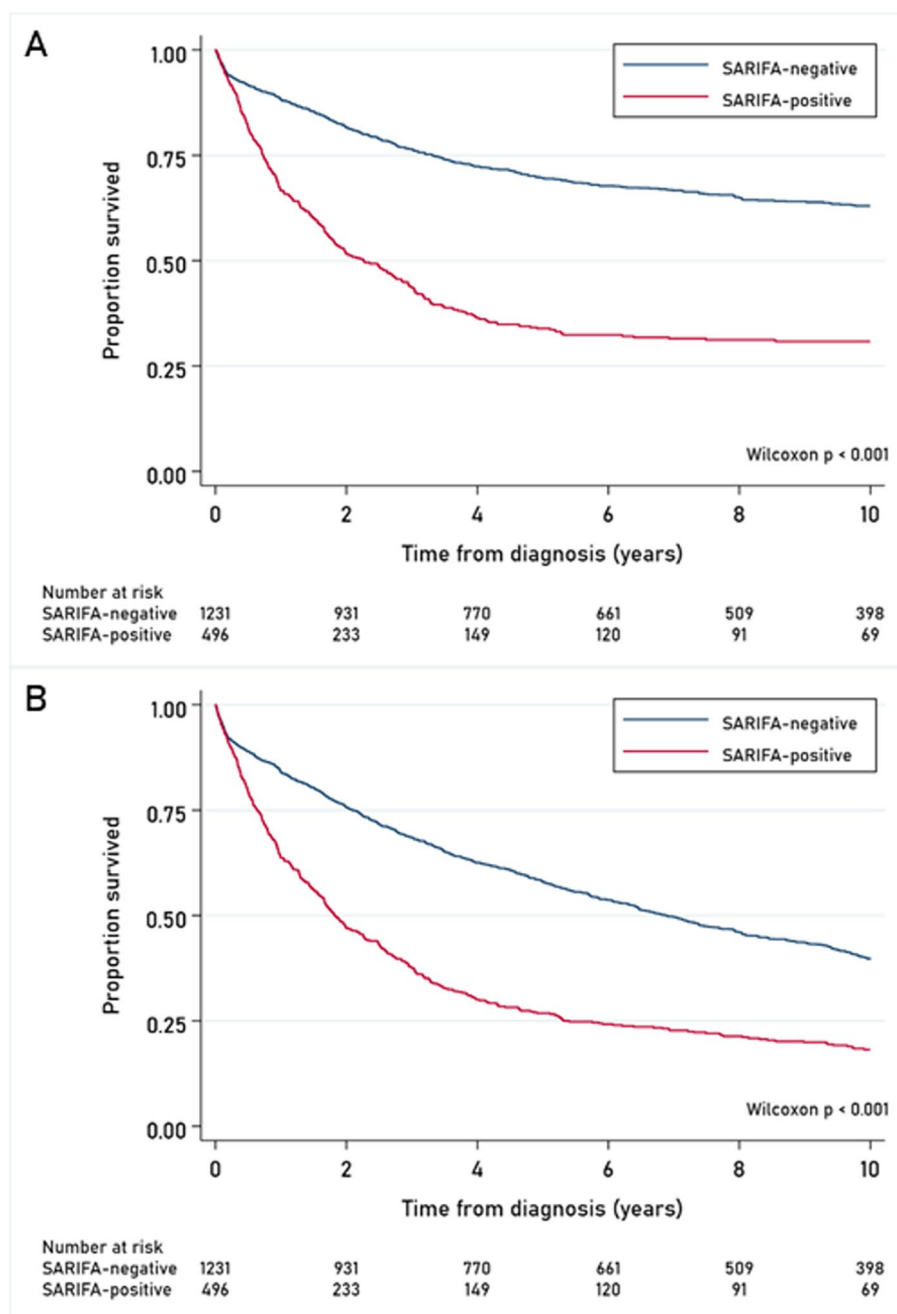 A
1.00
0.75
0.50
0.25
0.00
Proportion survived
SARIFA-negative
SARIFA-positive
Wilcoxon p < 0.001
0 2 4 6 8 10
Time from diagnosis (years)
Number at risk
SARIFA-negative 1231 931 770 661 509 398
SARIFA-positive 496 233 149 120 91 69
B
1.00
0.75
0.50
0.25
0.00
Proportion survived
SARIFA-negative
SARIFA-positive
Wilcoxon p < 0.001
0 2 4 6 8 10
Time from diagnosis (years)
Number at risk
SARIFA-negative 1231 931 770 661 509 398
SARIFA-positive 496 233 149 120 91 69